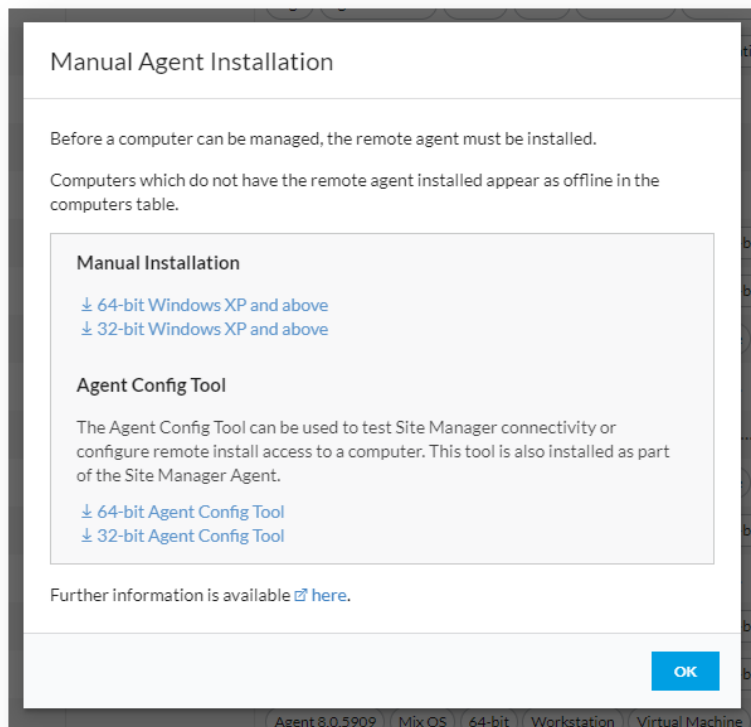 Manual Agent Installation
Before a computer can be managed, the remote agent must be installed.
Computers which do not have the remote agent installed appear as offline in the
computers table.
Manual Installation
64-bit Windows XP and above
32-bit Windows XP and above
Agent Config Tool
The Agent Config Tool can be used to test Site Manager connectivity or
configure remote install access to a computer. This tool is also installed as part
of the Site Manager Agent.
64-bit Agent Config Tool
32-bit Agent Config Tool
Further information is available here.
OK
Agent 8.0.5909 Mix OS 64-bit Workstation Virtual Machine